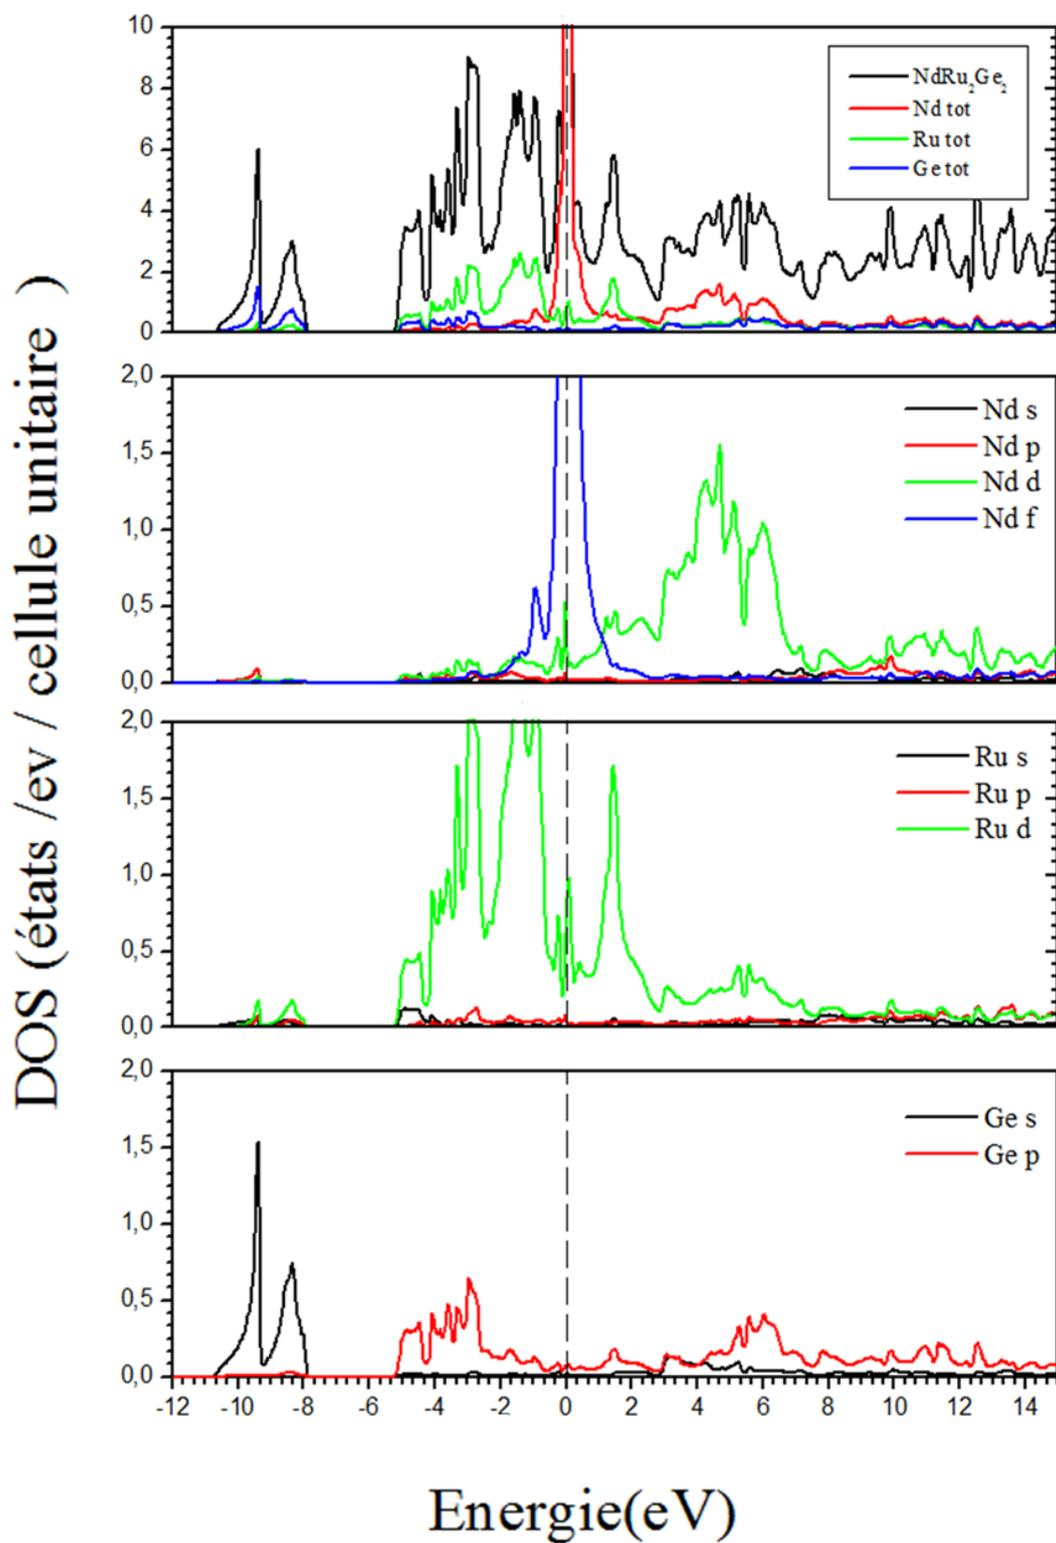 DOS (états /ev / cellule unitaire )
10
8
6
4
2
0
NdRu₂Ge₂
Nd tot
Ru tot
Ge tot
2,0
1,5
1,0
0,5
0,0
Nd s
Nd p
Nd d
Nd f
2,0
1,5
1,0
0,5
0,0
Ru s
Ru p
Ru d
2,0
1,5
1,0
0,5
0,0
Ge s
Ge p
-12 -10 -8 -6 -4 -2 0 2 4 6 8 10 12 14
Energie(eV)